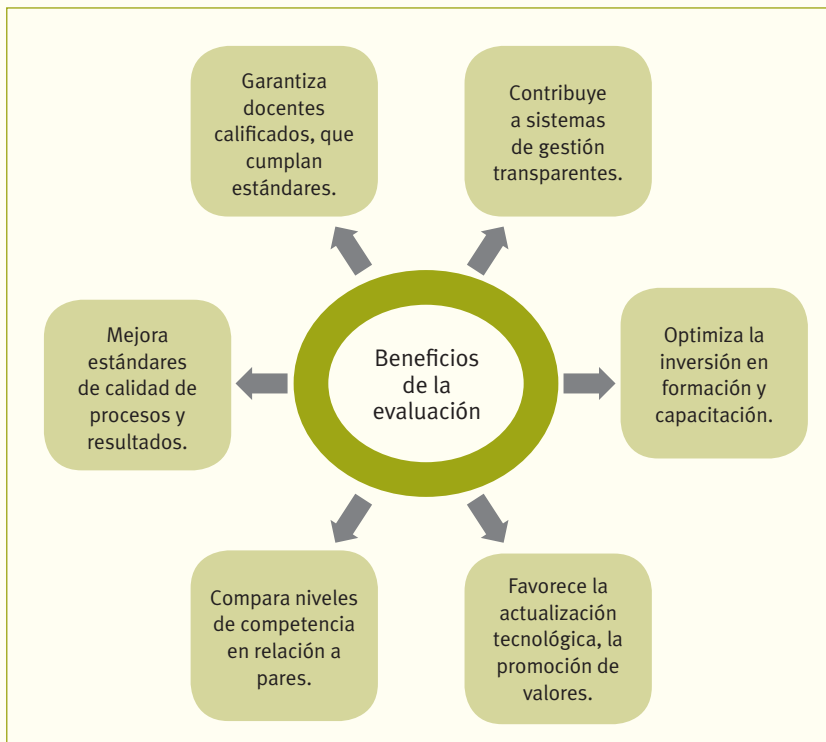 Garantiza
docentes
calificados, que
cumplan
estándares.
Contribuye
a sistemas
de gestión
transparentes.
Mejora
estándares
de calidad de
procesos y
resultados.
Beneficios
de la
evaluación
Optimiza la
inversión en
formación y
capacitación.
Compara niveles
de competencia
en relación a
pares.
Favorece la
actualización
tecnológica, la
promoción de
valores.